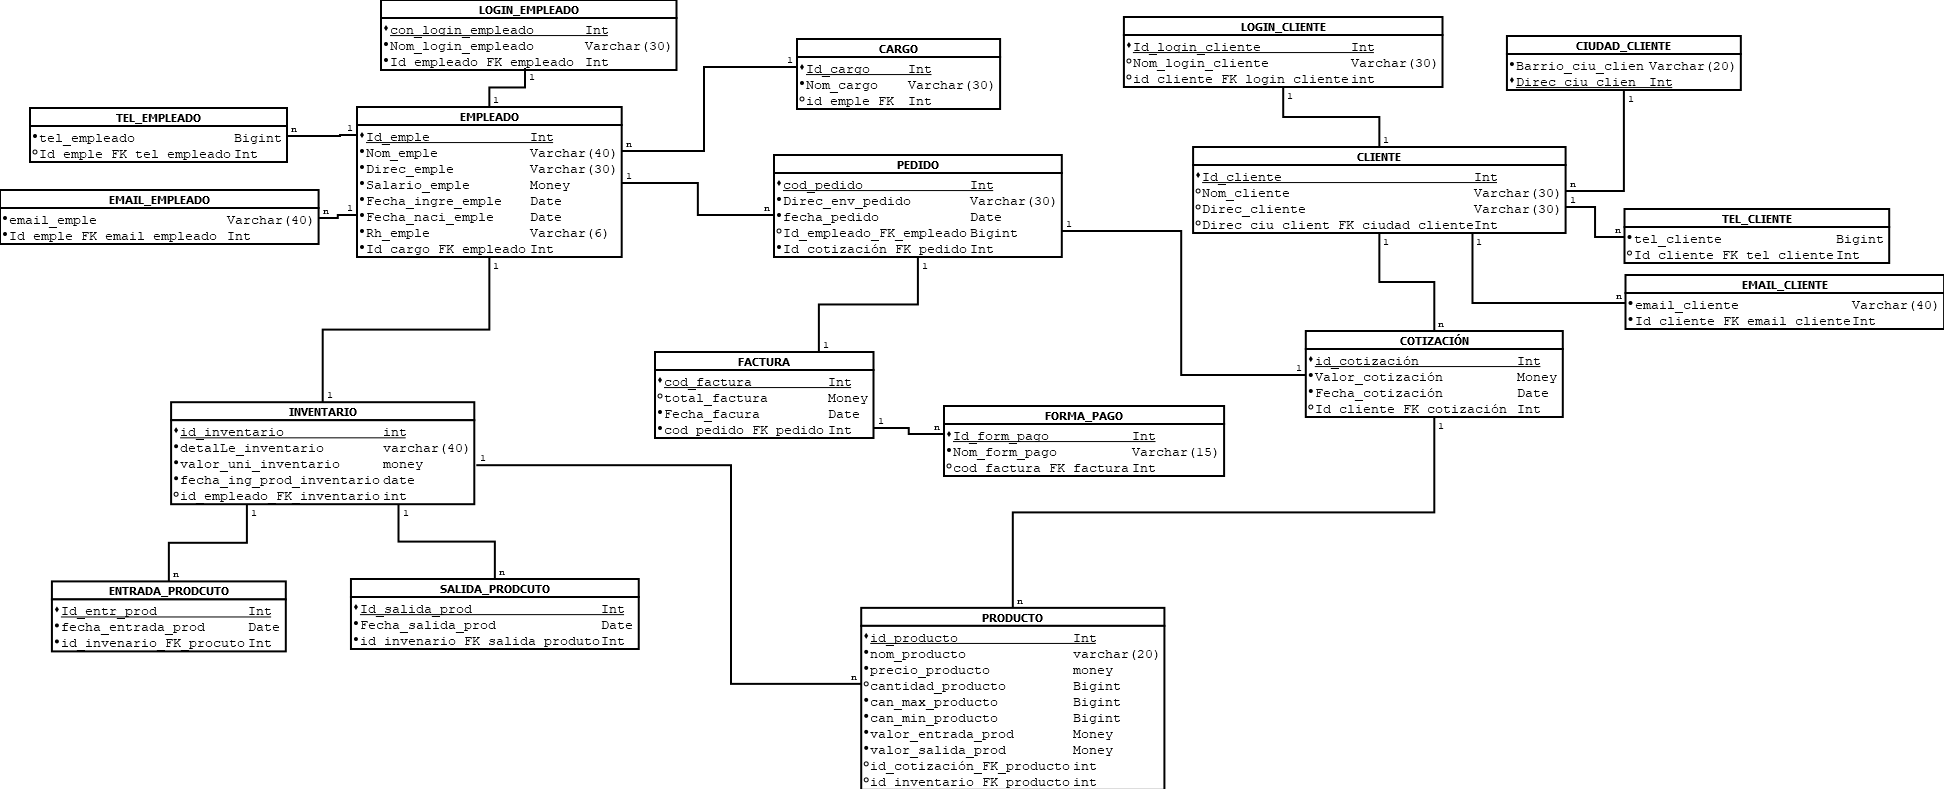 LOGIN_EMPLEADO
con_login_empleado Int
Nom_login_empleado Varchar(30)
Id_empleado_FK_empleado Int
1
CARGO
1
Id_cargo Int
Nom_cargo Varchar(30)
id_emple_FK Int
LOGIN_CLIENTE
Id_login_cliente Int
Nom_login_cliente Varchar(30)
id_cliente_FK_login_cliente int
1
CIUDAD_CLIENTE
Barrio_ciu_clien Varchar(20)
Direc_ciu_clien Int
1
TEL_EMPLEADO
tel_empleado Bigint
Id_emple_FK_tel_empleado Int
n
1
1
EMPLEADO
Id_emple Int
Nom_emple Varchar(40)
Direc_emple Varchar(30)
Salario_emple Money
Fecha_ingre_emple Date
Fecha_naci_emple Date
Rh_emple Varchar(6)
Id_cargo_FK_empleado Int
n
1
1
1
EMAIL_EMPLEADO
email_emple Varchar(40)
Id_emple_FK_email_empleado Int
n
PEDIDO
cod_pedido Int
Direc_env_pedido Varchar(30)
fecha_pedido Date
Id_empleado_FK_empleado Bigint
Id_cotización_FK_pedido Int
n
1
1
1
CLIENTE
Id_cliente Int
Nom_cliente Varchar(30)
Direc_cliente Varchar(30)
Direc_ciu_client_FK_ciudad_cliente Int
n
1
1
1
TEL_CLIENTE
n
tel_cliente Bigint
Id_cliente_FK_tel_cliente Int
EMAIL_CLIENTE
n
email_cliente Varchar(40)
Id_cliente_FK_email_cliente Int
n
COTIZACIÓN
id_cotización Int
1
Valor_cotización Money
Fecha_cotización Date
Id_cliente_FK_cotización Int
1
1
FACTURA
cod_factura Int
total_factura Money
Fecha_facura Date
cod_pedido_FK_pedido Int
1
n
FORMA_PAGO
Id_form_pago Int
Nom_form_pago Varchar(15)
cod_factura_FK_factura Int
1
INVENTARIO
id_inventario int
detalLe_inventario varchar(40)
valor_uni_inventario money
fecha_ing_prod_inventario date
id_empleado_FK_inventario int
1
1
1
n
ENTRADA_PRODCUTO
Id_entr_prod Int
fecha_entrada_prod Date
id_invenario_FK_procuto Int
n
SALIDA_PRODCUTO
Id_salida_prod Int
Fecha_salida_prod Date
id_invenario_FK_salida_produto Int
n
PRODUCTO
id_producto Int
nom_producto varchar(20)
precio_producto money
n
cantidad_producto Bigint
can_max_producto Bigint
can_min_producto Bigint
valor_entrada_prod Money
valor_salida_prod Money
id_cotización_FK_producto int
id_inventario_FK_producto int